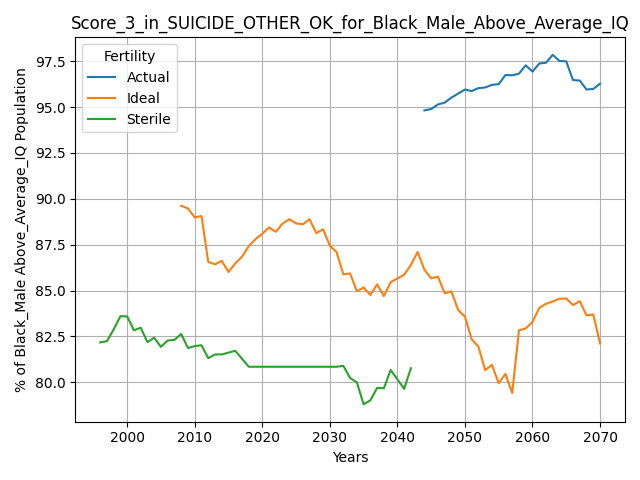 Score_3_in_SUICIDE_OTHER_OK_for_Black_Male_Above_Average_IQ
Fertility
Actual
Ideal
Sterile
% of Black_Male Above_Average_IQ Population
97.5
95.0
92.5
90.0
87.5
85.0
82.5
80.0
2000 2010 2020 2030 2040 2050 2060 2070
Years